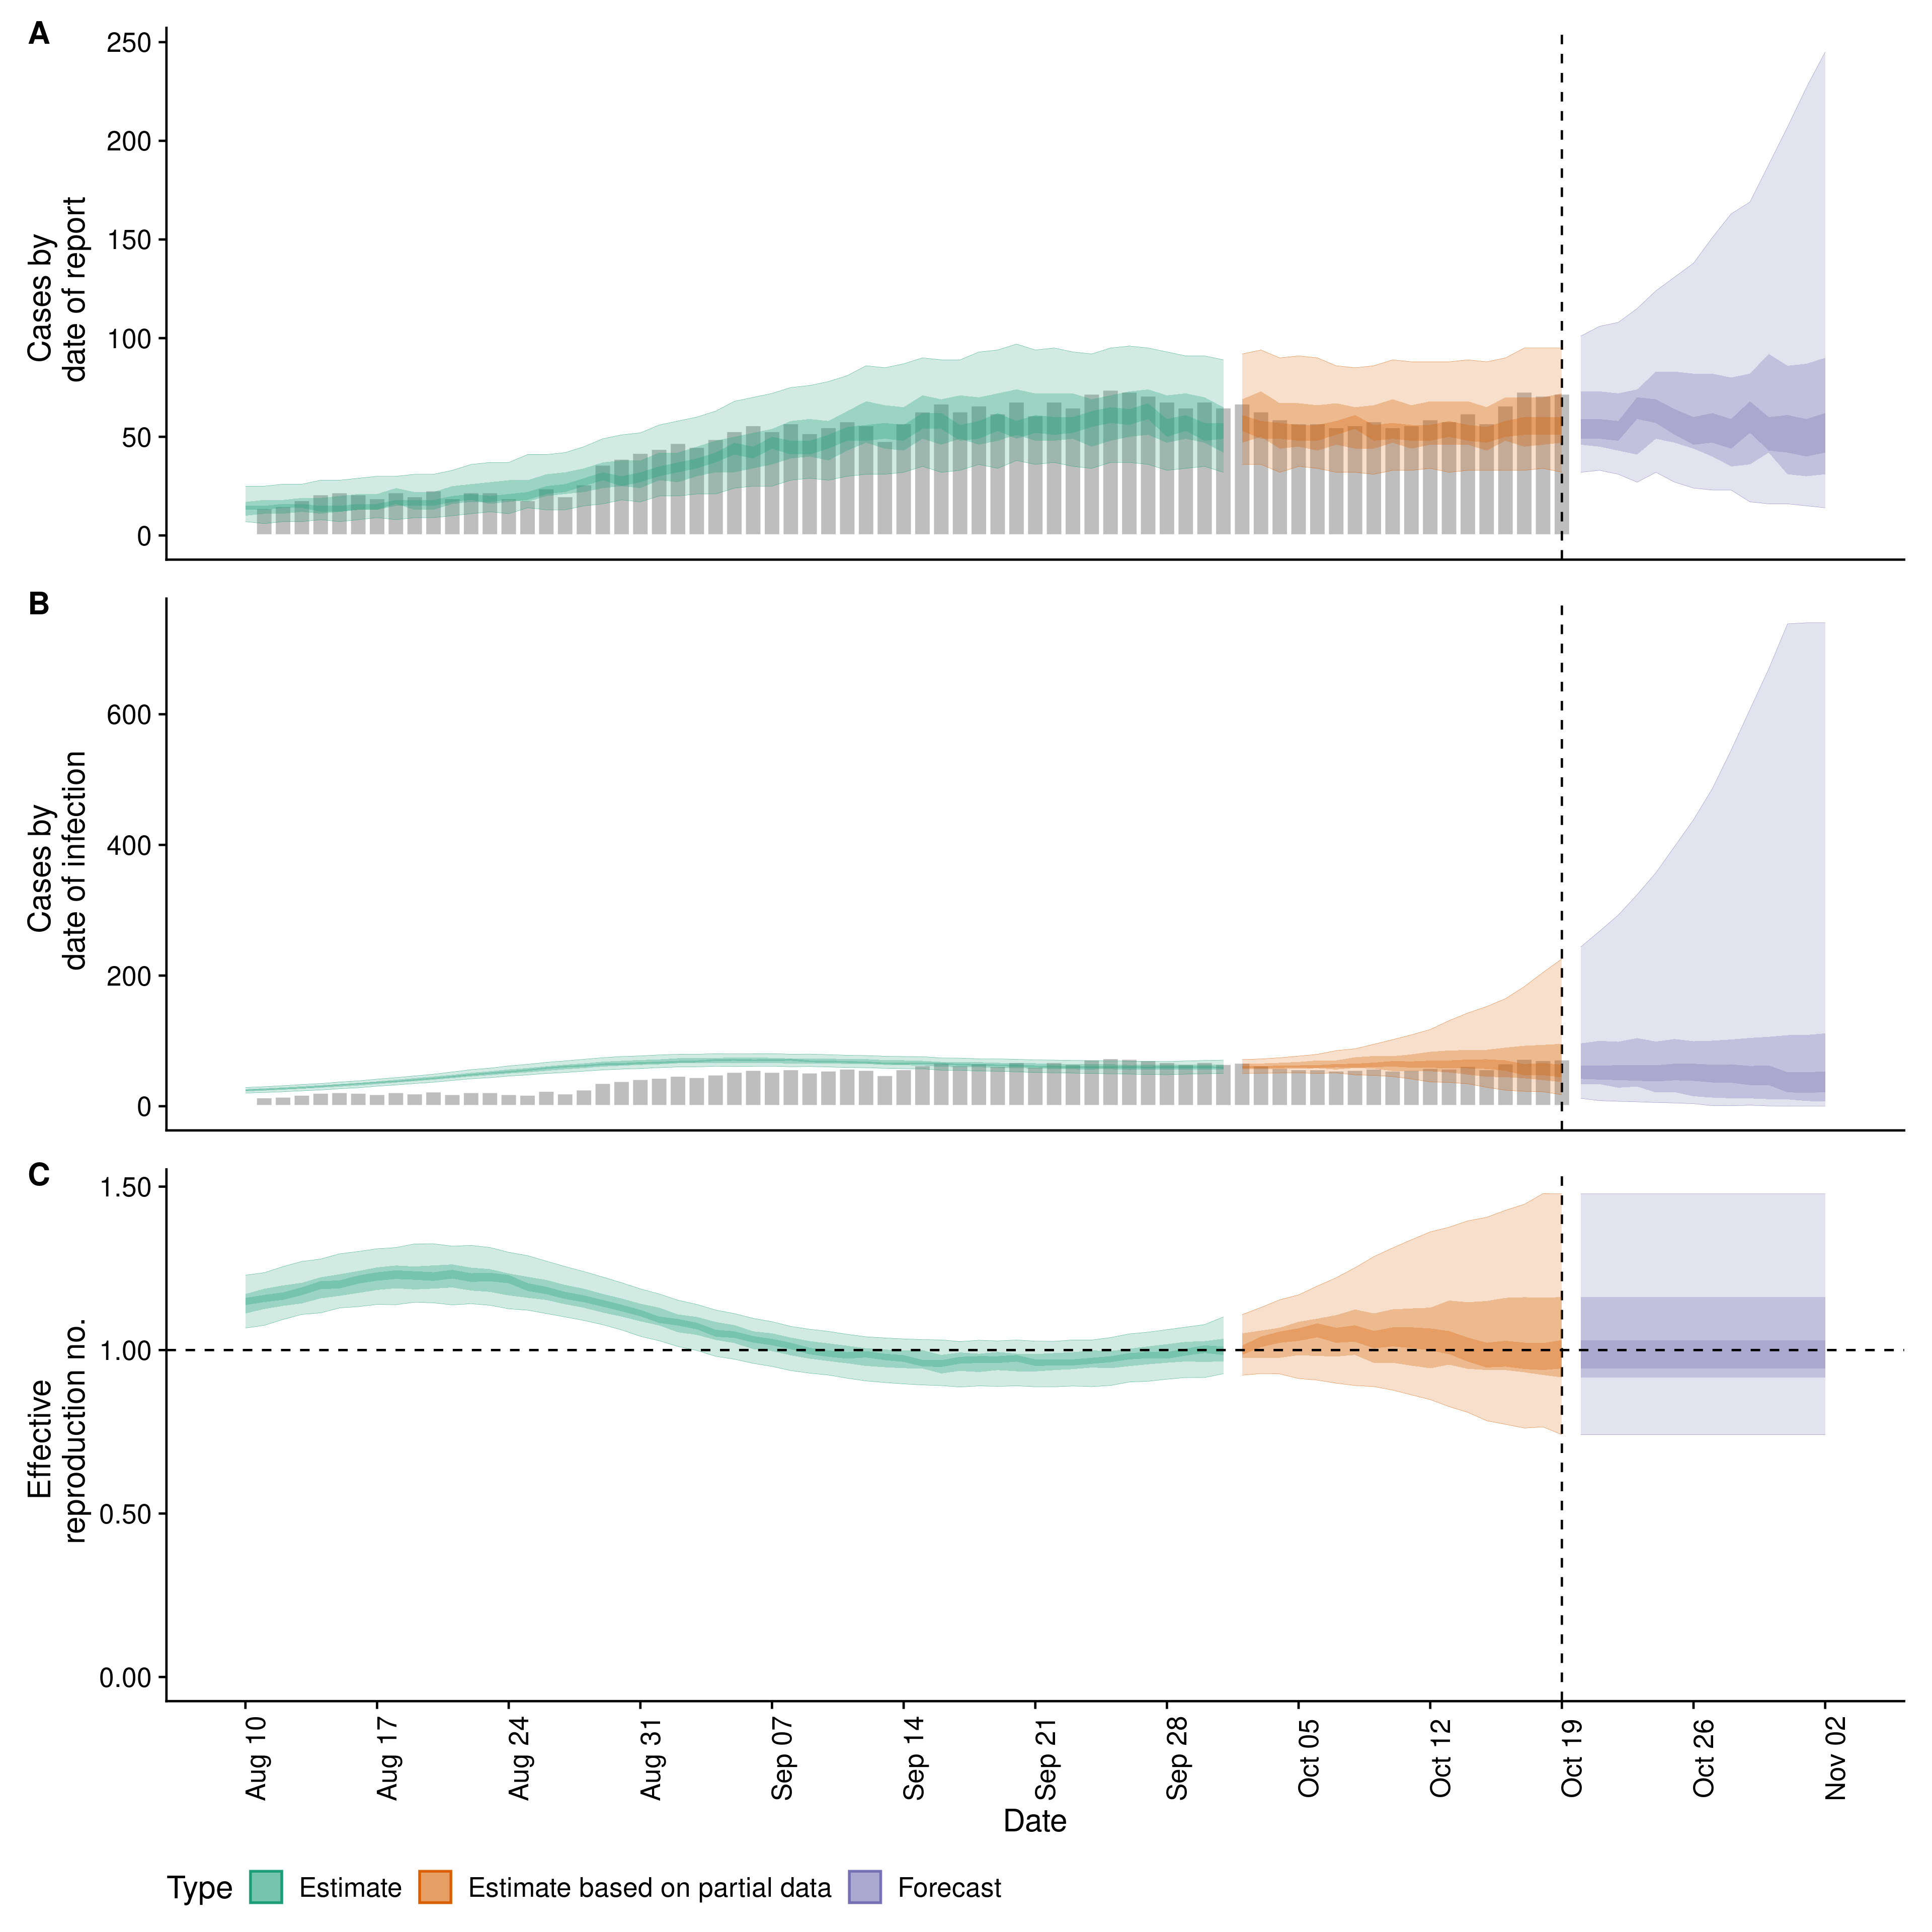 A
250
200
150
100
50
0
Cases by
date of report
B
600
400
200
0
Cases by
date of infection
C
1.50
1.00
0.50
0.00
Effective
reproduction no.
Aug 10
Aug 17
Aug 24
Aug 31
Sep 07
Sep 14
Sep 21
Sep 28
Oct 05
Oct 12
Oct 19
Oct 26
Nov 02
Date
Type Estimate Estimate based on partial data Forecast